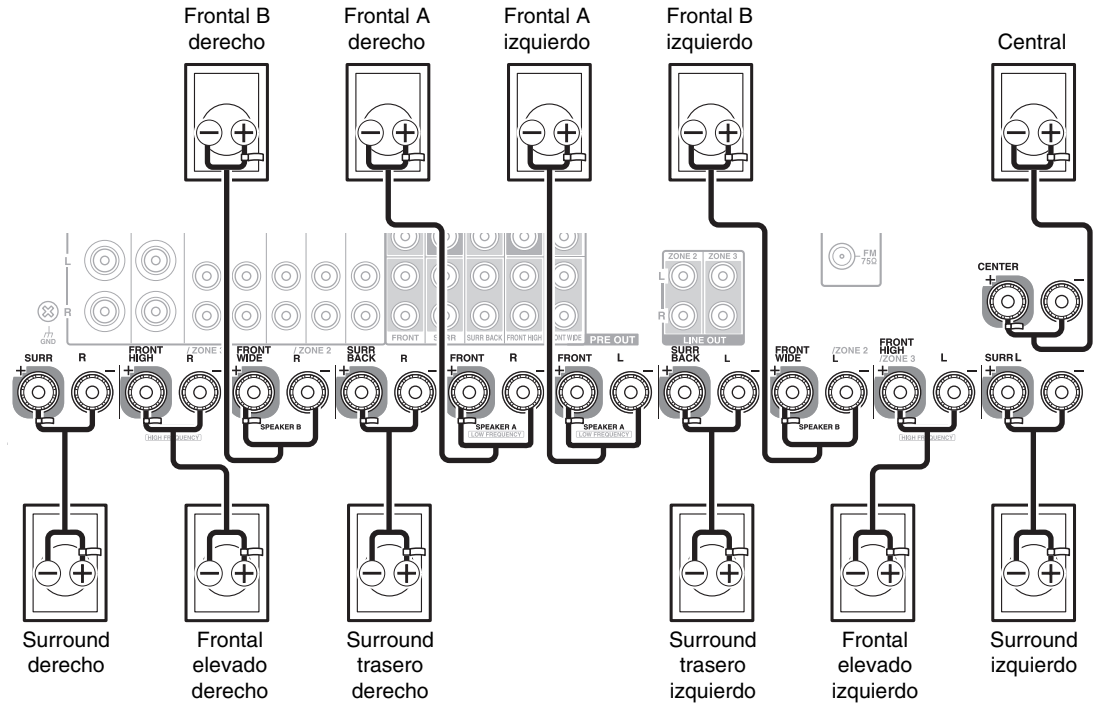 Frontal B
derecho
Frontal A
derecho
Frontal A
izquierdo
Frontal B
izquierdo
Central
L
R
GND
FRONT
SURR
SURR BACK
FRONT HIGH
FRONT WIDE
PRE OUT
ZONE 2
ZONE 3
L
R
LINE OUT
FM
75Ω
CENTER
+
−
SURR
R
+
−
FRONT
HIGH
/ZONE 3
R
+
−
HIGH FREQUENCY
FRONT
WIDE
/ZONE 2
R
+
−
SPEAKER B
SURR
BACK
R
+
−
FRONT
R
+
−
SPEAKER A
LOW FREQUENCY
FRONT
L
+
−
SPEAKER A
LOW FREQUENCY
SURR
BACK
L
+
−
FRONT
WIDE
/ZONE 2
L
+
−
SPEAKER B
FRONT
HIGH
/ZONE 3
L
+
−
HIGH FREQUENCY
SURR L
+
−
Surround
derecho
Frontal
elevado
derecho
Surround
trasero
derecho
Surround
trasero
izquierdo
Frontal
elevado
izquierdo
Surround
izquierdo